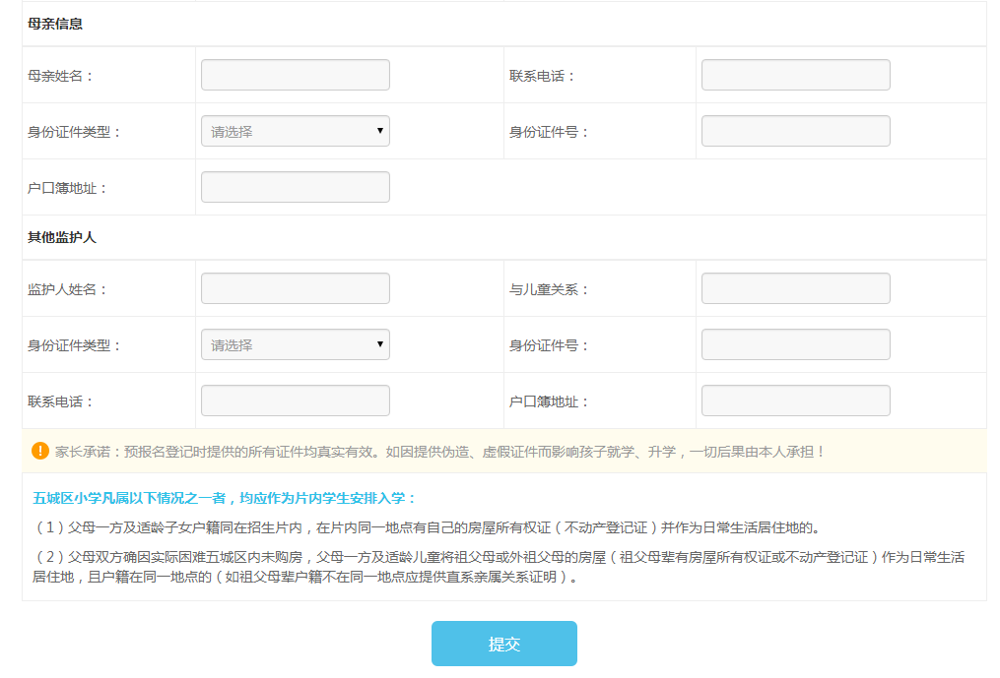 母亲信息
母亲姓名： 联系电话：
身份证件类型： 请选择 身份证件号：
户口簿地址：
其他监护人
监护人姓名： 与儿童关系：
身份证件类型： 请选择 身份证件号：
联系电话： 户口簿地址：
家长承诺：预报名登记时提供的所有证件均真实有效。如因提供伪造、虚假证件而影响孩子就学、升学，一切后果由本人承担！
五城区小学凡属以下情况之一者，均应作为片内学生安排入学：
（1）父母一方及适龄子女户籍同在招生片内，在片内同一地点有自己的房屋所有权证（不动产登记证）并作为日常生活居住地的。
（2）父母双方确因实际困难五城区内未购房，父母一方及适龄儿童将祖父母或外祖父母的房屋（祖父母辈有房屋所有权证或不动产登记证）作为日常生活
居住地，且户籍在同一地点的（如祖父母辈户籍不在同一地点应提供直系亲属关系证明）。
提交